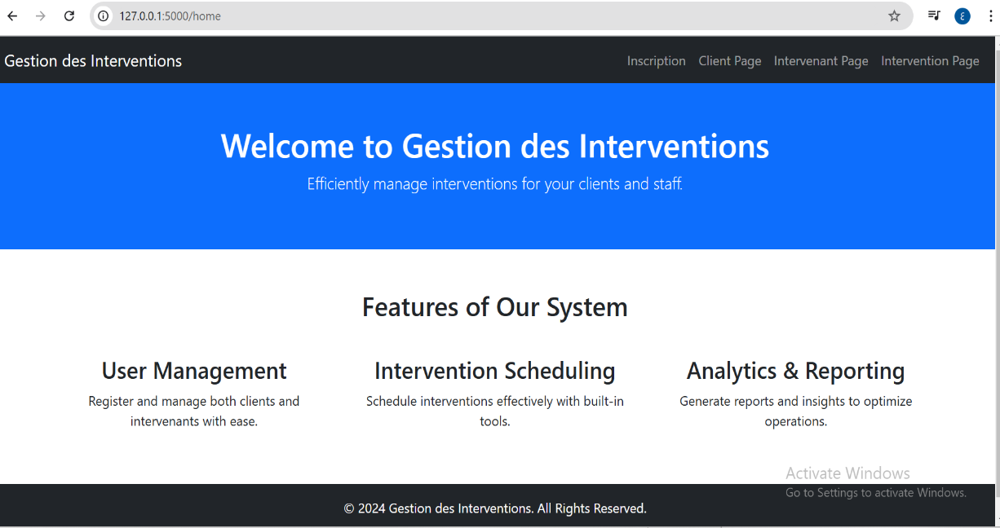 127.0.0.1:5000/home
ε
Gestion des Interventions
Inscription Client Page Intervenant Page Intervention Page
Welcome to Gestion des Interventions
Efficiently manage interventions for your clients and staff.
Features of Our System
User Management
Register and manage both clients and
intervenants with ease.
Intervention Scheduling
Schedule interventions effectively with built-in
tools.
Analytics & Reporting
Generate reports and insights to optimize
operations.
Activate Windows
Go to Settings to activate Windows.
© 2024 Gestion des Interventions. All Rights Reserved.